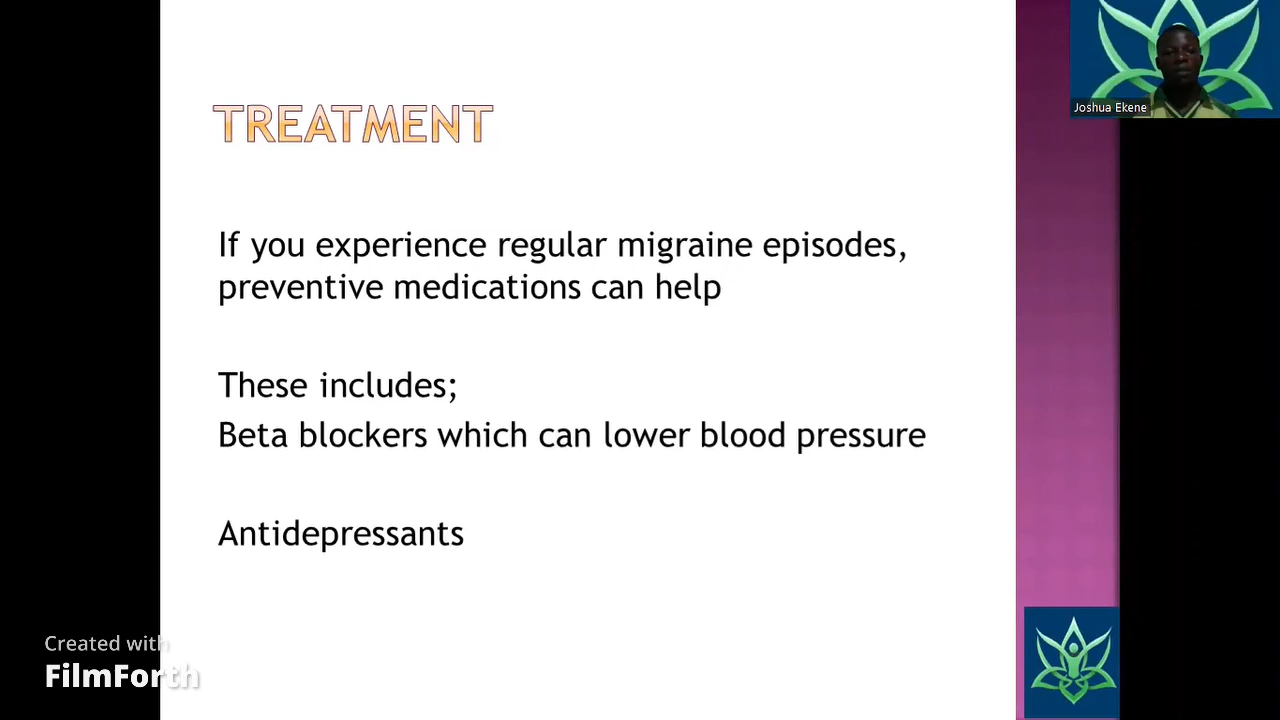 Joshua Ekene
TREATMENT
If you experience regular migraine episodes,
preventive medications can help
These includes;
Beta blockers which can lower blood pressure
Antidepressants
Created with
FilmForth